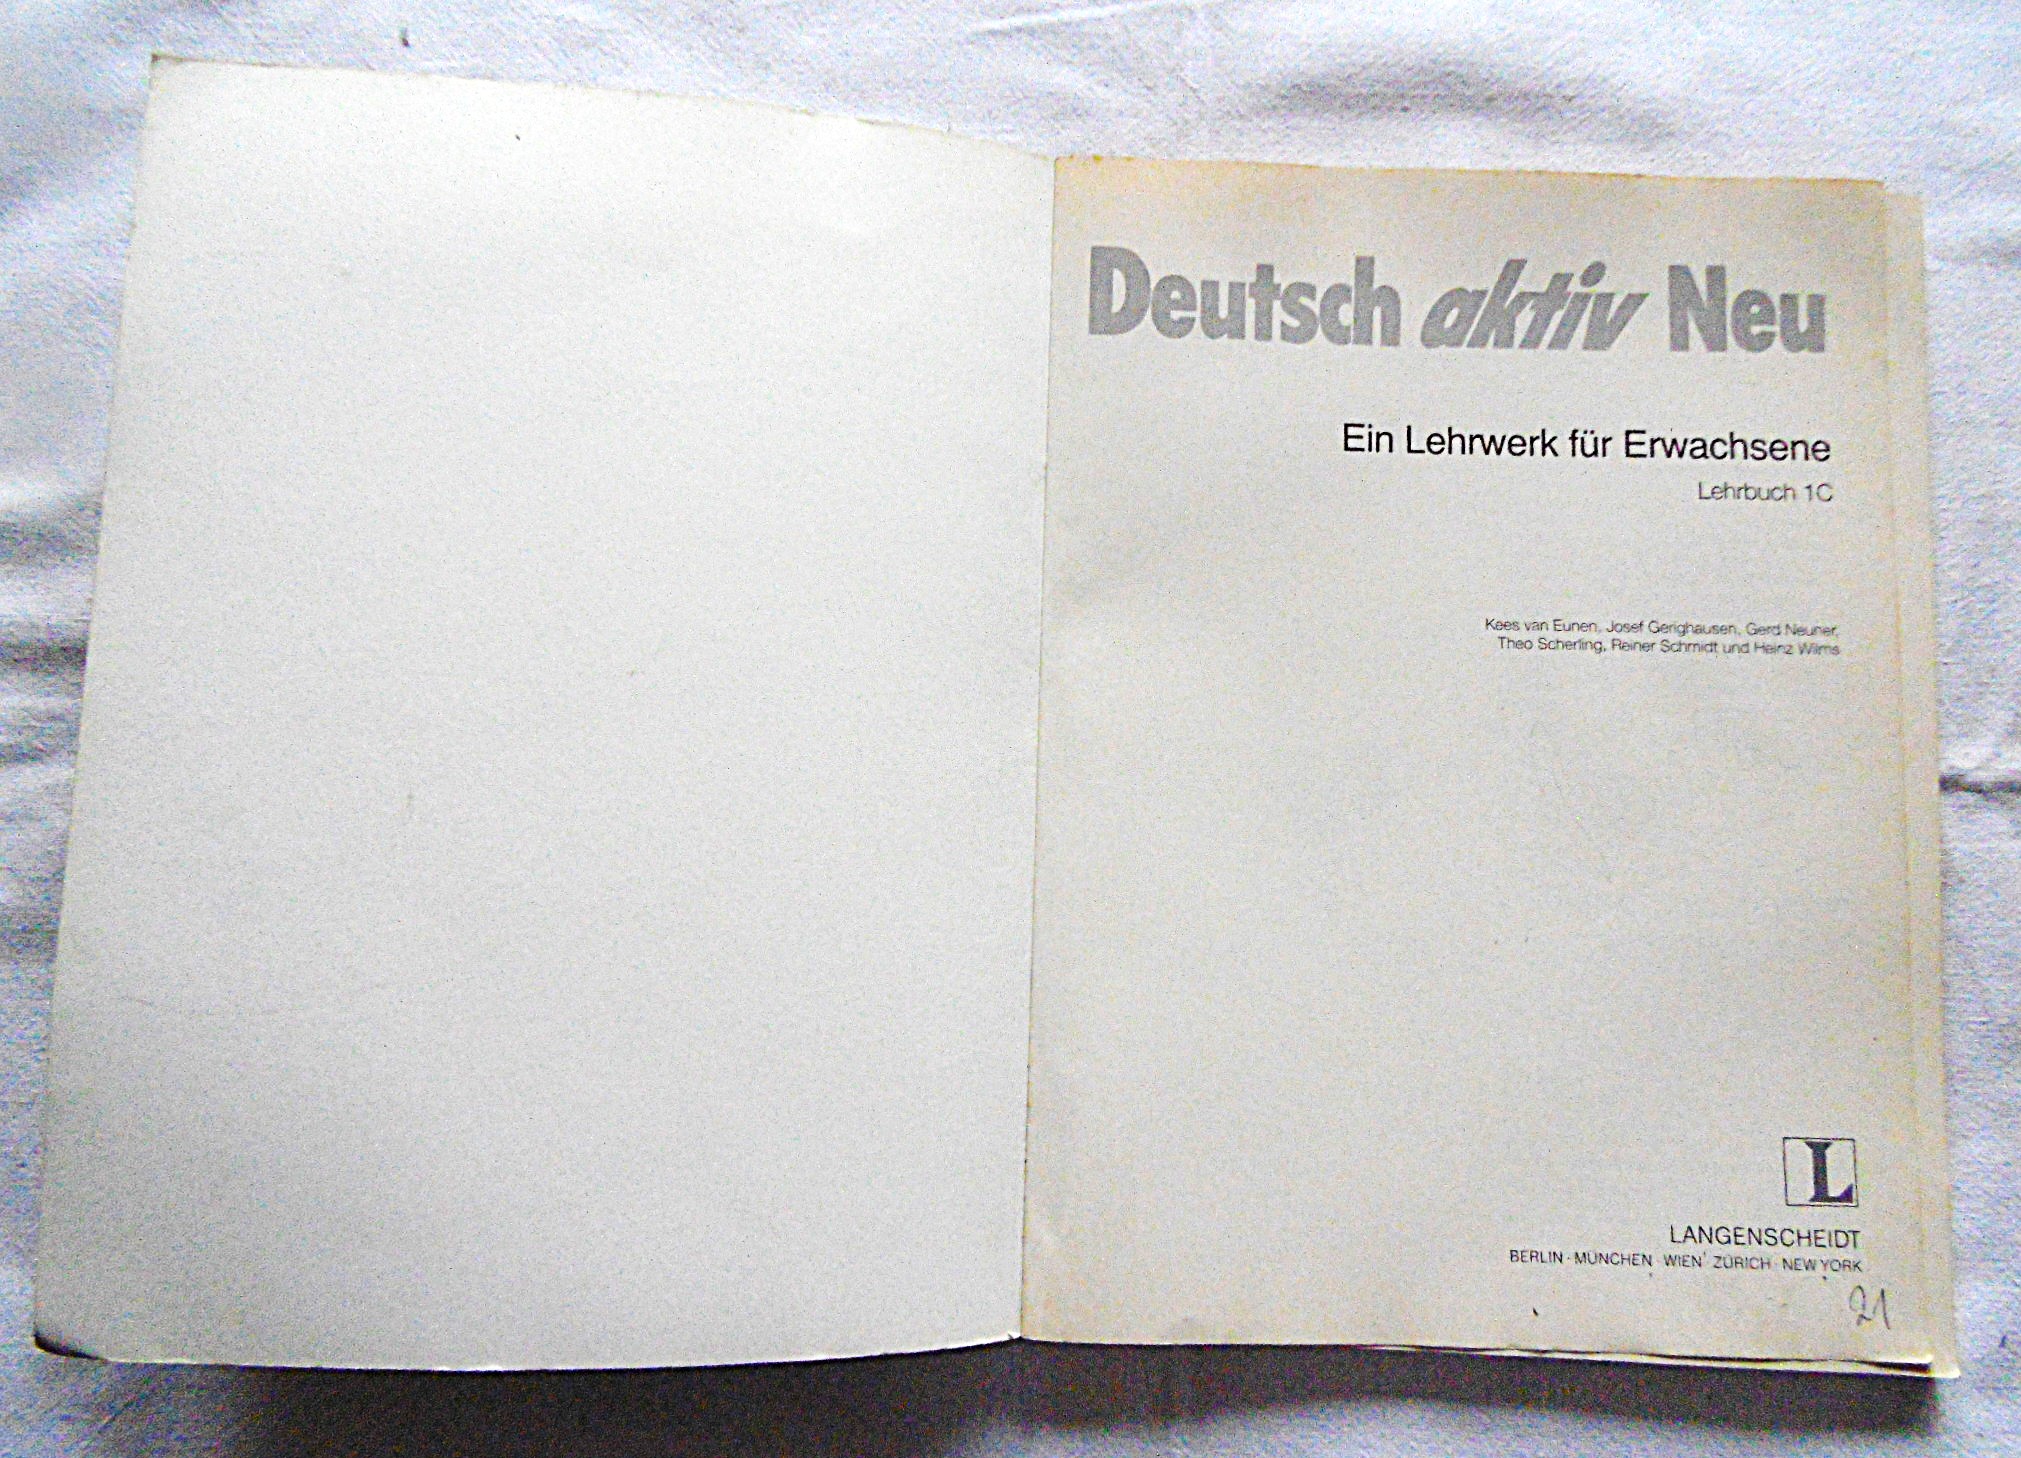 Deutsch aktiv Neu
Ein Lehrwerk für Erwachsene
Lehrbuch 1C
Kees van Eunen, Josef Gerighausen, Gerd Neuner,
Theo Scherling, Reiner Schmidt und Heinz Wilms
L
LANGENSCHEIDT
BERLIN · MÜNCHEN · WIEN · ZÜRICH · NEW YORK
21